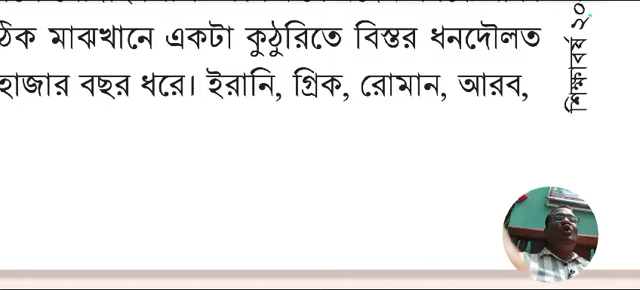 ঠিক মাঝখানে একটা কুঠুরিতে বিস্তর ধনদৌলত
হাজার বছর ধরে। ইরানি, গ্রিক, রোমান, আরব,
শিক্ষাবর্ষ ২০